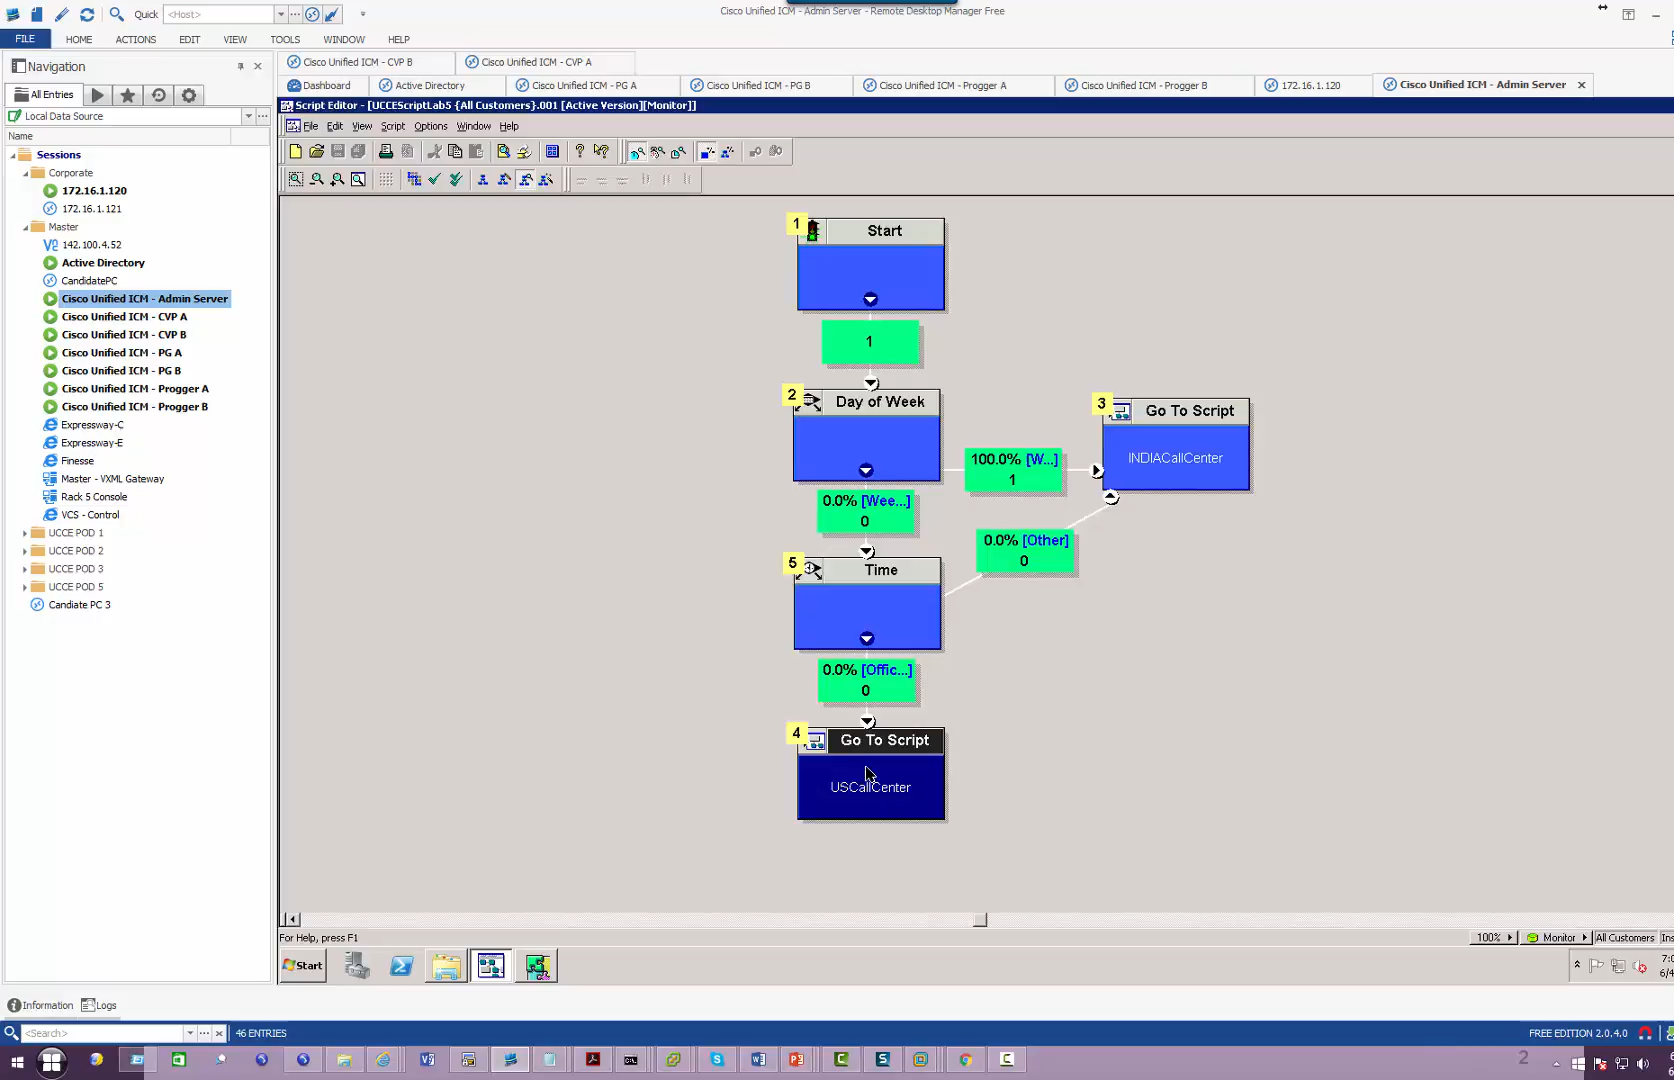 Quick <Host> Cisco Unified ICM - Admin Server - Remote Desktop Manager Free
FILE HOME ACTIONS EDIT VIEW TOOLS WINDOW HELP
Navigation
All Entries
Local Data Source
Name
Sessions
Corporate
172.16.1.120
172.16.1.121
Master
142.100.4.52
Active Directory
CandidatePC
Cisco Unified ICM - Admin Server
Cisco Unified ICM - CVP A
Cisco Unified ICM - CVP B
Cisco Unified ICM - PG A
Cisco Unified ICM - PG B
Cisco Unified ICM - Progger A
Cisco Unified ICM - Progger B
Expressway-C
Expressway-E
Finesse
Master - VXML Gateway
Rack 5 Console
VCS - Control
UCCE POD 1
UCCE POD 2
UCCE POD 3
UCCE POD 5
Candiate PC 3
Cisco Unified ICM - CVP B Cisco Unified ICM - CVP A
Dashboard Active Directory Cisco Unified ICM - PG A Cisco Unified ICM - PG B Cisco Unified ICM - Progger A Cisco Unified ICM - Progger B 172.16.1.120 Cisco Unified ICM - Admin Server
Script Editor - [UCCEScriptLab5 {All Customers}.001 [Active Version][Monitor]]
File Edit View Script Options Window Help
1 Start
1
2 Day of Week
100.0% [W...]
1
3 Go To Script
INDIACallCenter
0.0% [Wee...]
0
0.0% [Other]
0
5 Time
0.0% [Offic...]
0
4 Go To Script
USCallCenter
For Help, press F1 100% Monitor All Customers Ins
Start
7:0
6/4
Information Logs
<Search> 46 ENTRIES FREE EDITION 2.0.4.0
2